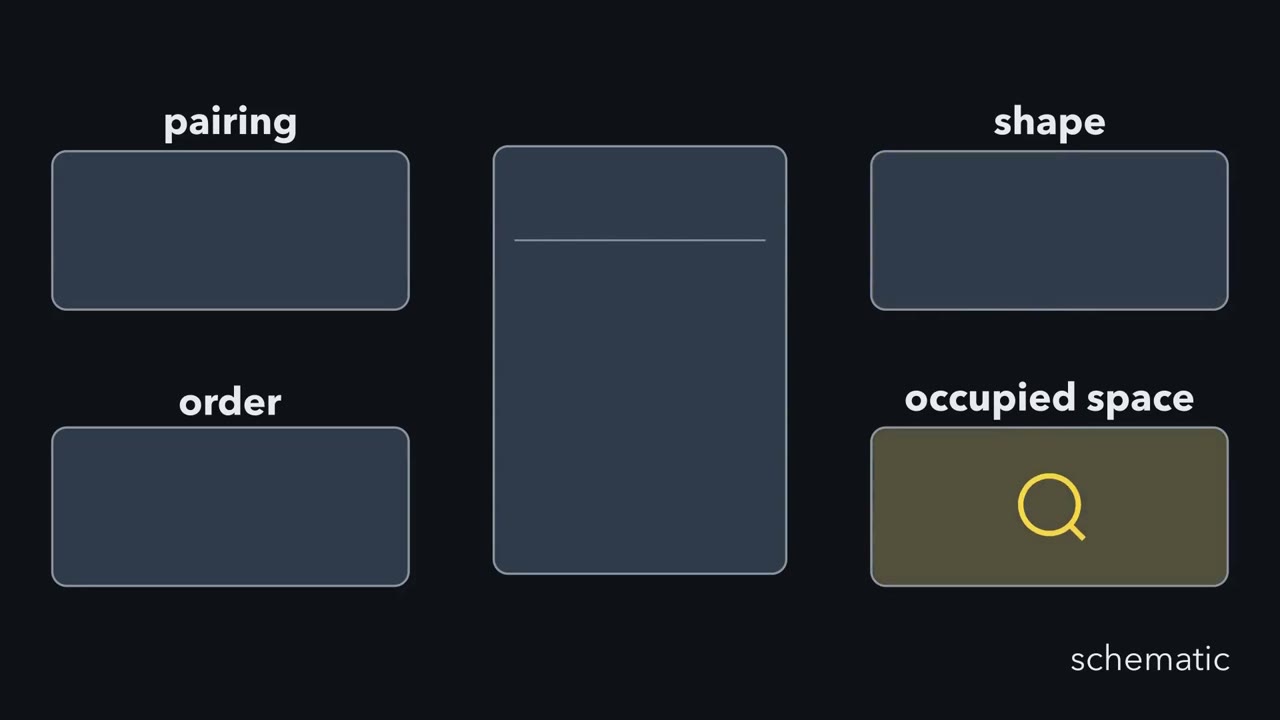 pairing
shape
order
occupied space
schematic